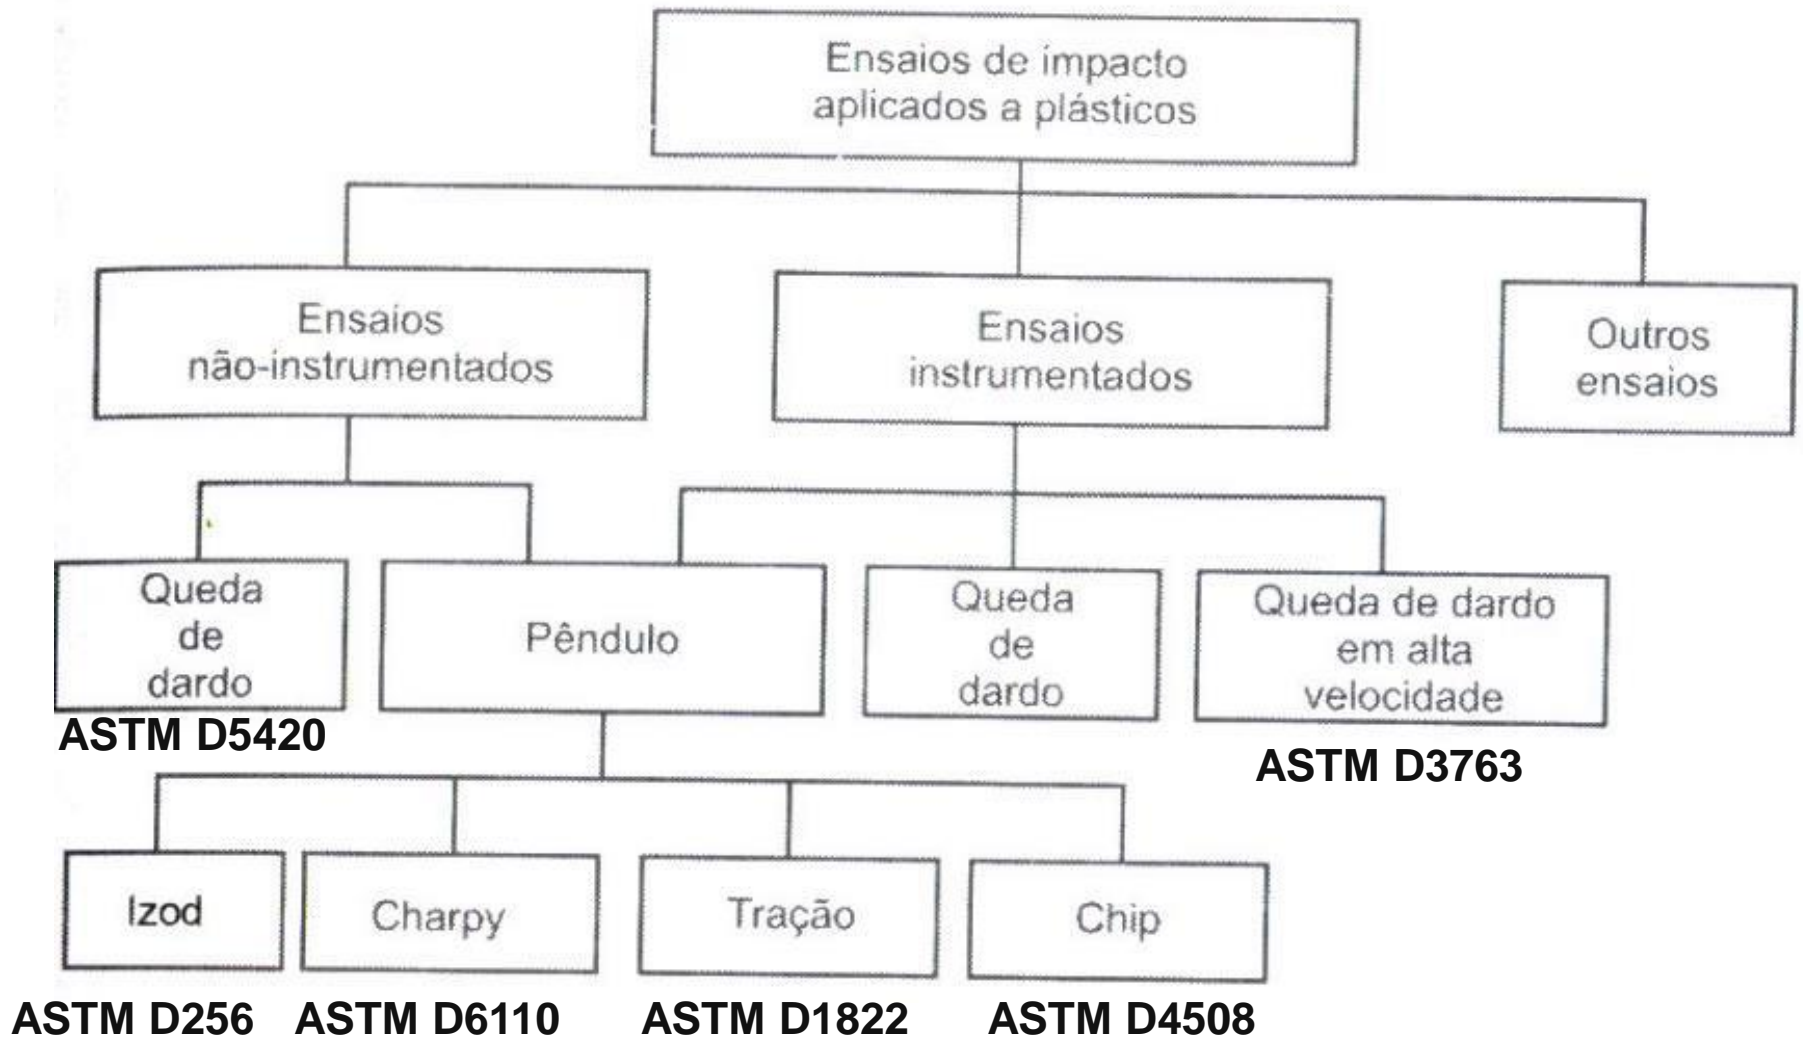 Ensaios de impacto
aplicados a plásticos
Ensaios
não-instrumentados
Ensaios
instrumentados
Outros
ensaios
Queda
de
dardo
Pêndulo
Queda
de
dardo
Queda de dardo
em alta
velocidade
ASTM D5420
ASTM D3763
Izod
Charpy
Tração
Chip
ASTM D256
ASTM D6110
ASTM D1822
ASTM D4508